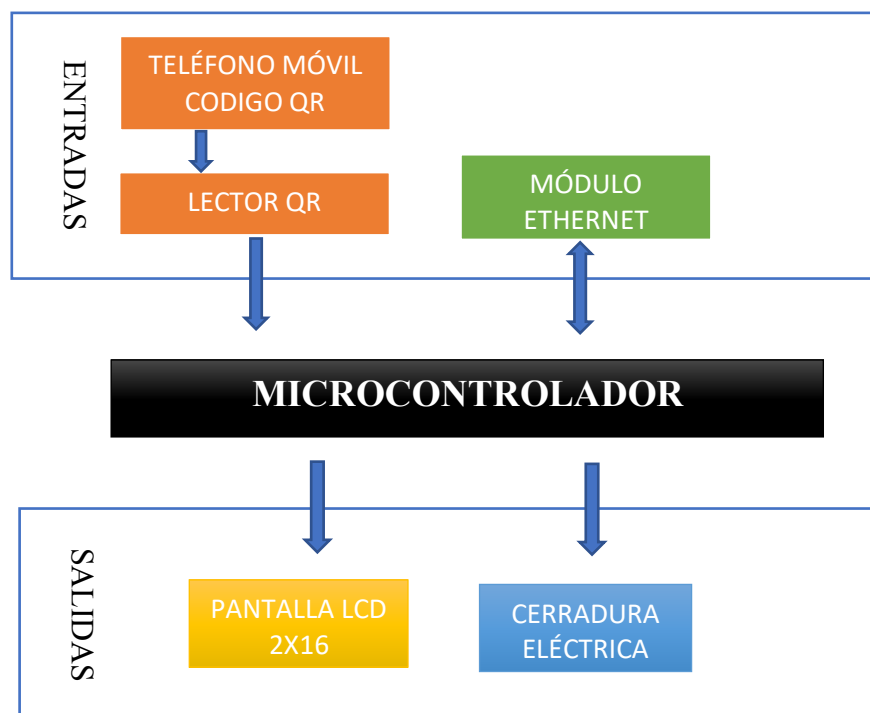 ENTRADAS
TELÉFONO MÓVIL
CODIGO QR
LECTOR QR
MÓDULO
ETHERNET
MICROCONTROLADOR
SALIDAS
PANTALLA LCD
2X16
CERRADURA
ELÉCTRICA